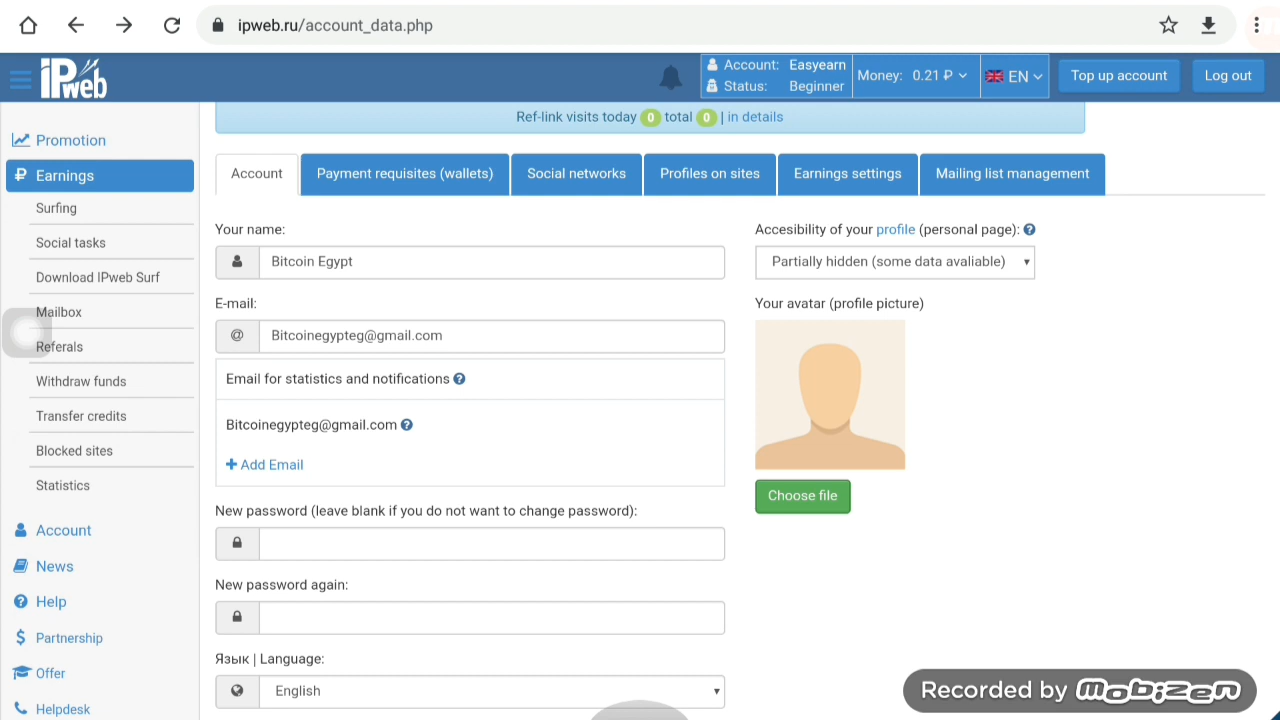 ipweb.ru/account_data.php
iPweb
Account: Easyearn
Status: Beginner
Money: 0.21 ₽
EN
Top up account
Log out
Ref-link visits today 0 total 0 | in details
Promotion
₽ Earnings
Surfing
Social tasks
Download IPweb Surf
Mailbox
Referals
Withdraw funds
Transfer credits
Blocked sites
Statistics
Account
News
Help
$ Partnership
Offer
Helpdesk
Account
Payment requisites (wallets)
Social networks
Profiles on sites
Earnings settings
Mailing list management
Your name:
Bitcoin Egypt
E-mail:
@ Bitcoinegypteg@gmail.com
Email for statistics and notifications ?
Bitcoinegypteg@gmail.com ?
+ Add Email
New password (leave blank if you do not want to change password):
New password again:
Язык | Language:
English
Accesibility of your profile (personal page): ?
Partially hidden (some data avaliable)
Your avatar (profile picture)
Choose file
Recorded by Mobizen